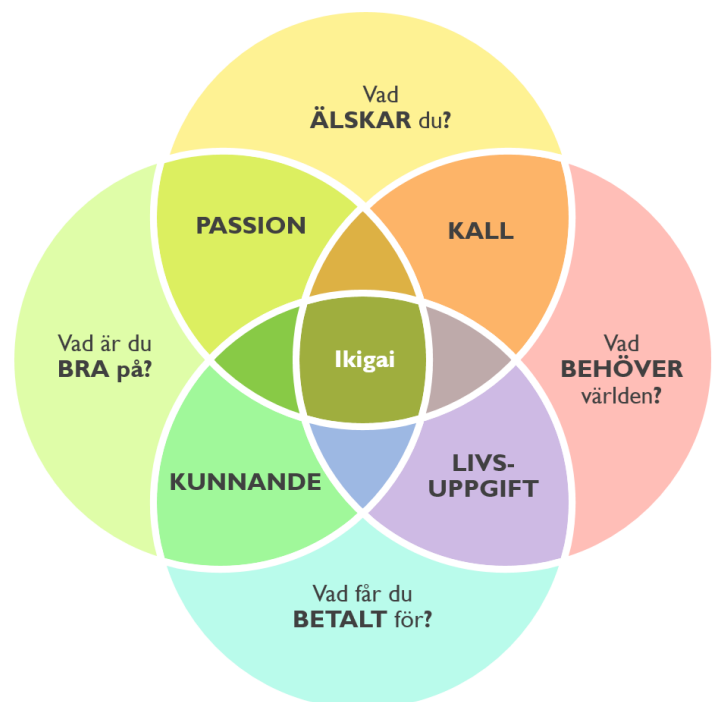 Vad
ÄLSKAR du?
PASSION
KALL
Vad är du
BRA på?
Ikigai
Vad
BEHÖVER
världen?
KUNNANDE
LIVS-
UPPGIFT
Vad får du
BETALT för?